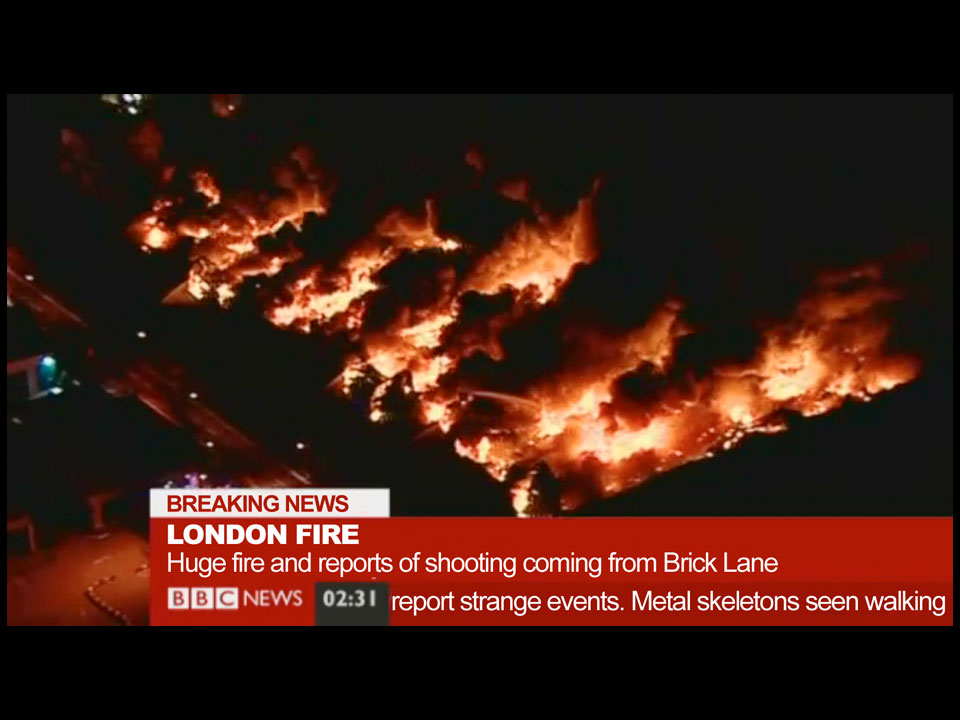 BREAKING NEWS
LONDON FIRE
Huge fire and reports of shooting coming from Brick Lane
BBC NEWS 02:31 report strange events. Metal skeletons seen walking